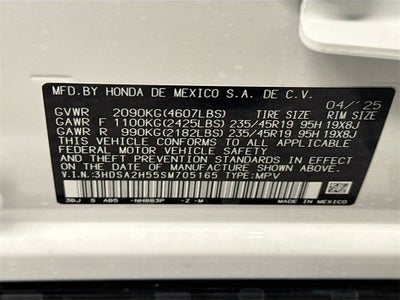 MFD.BY HONDA DE MEXICO S.A. DE C.V.
04/'25
GVWR 2090KG(4607LBS) TIRE SIZE RIM SIZE
GAWR F 1100KG(2425LBS) 235/45R19 95H 19X8J
GAWR R 990KG(2182LBS) 235/45R19 95H 19X8J
THIS VEHICLE CONFORMS TO ALL APPLICABLE
FEDERAL MOTOR VEHICLE SAFETY
AND THEFT PREVENTION STANDARDS IN EFFECT
ON THE DATE OF MANUFACTURE SHOWN ABOVE.
V.I.N.:3HDSA2H55SM705165 TYPE:MPV
MADE IN MEXICO